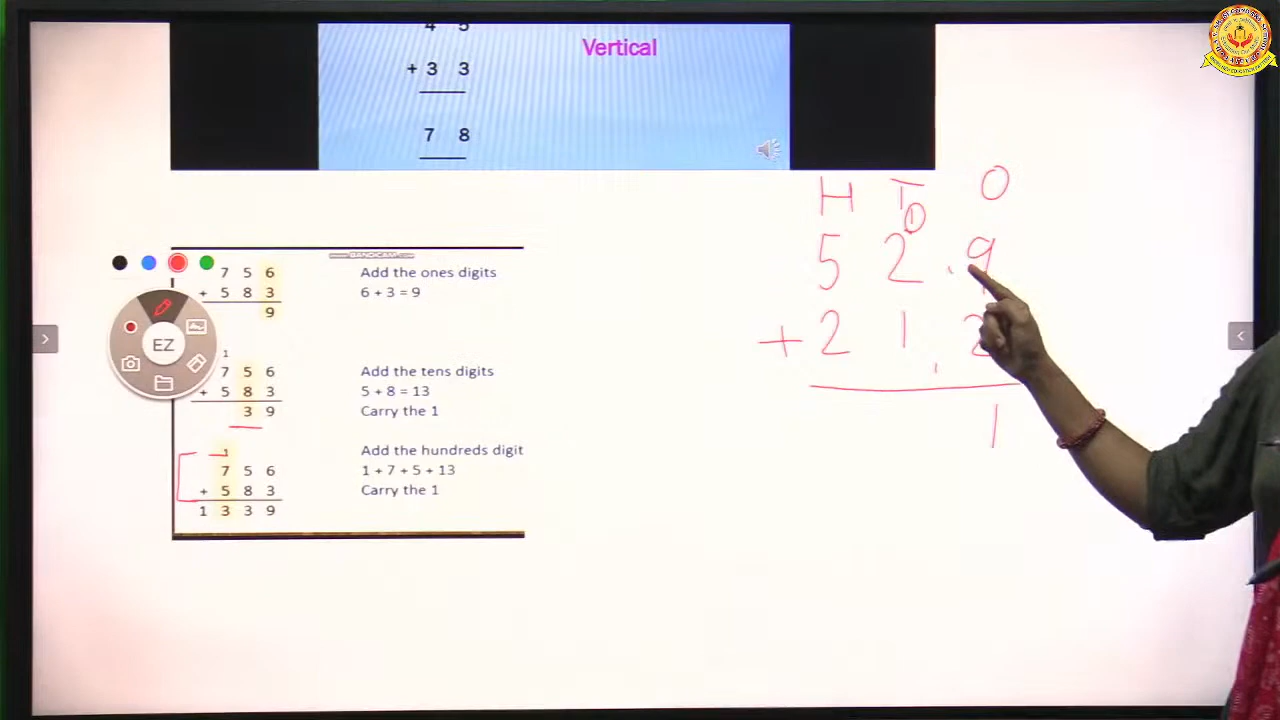 4 5
+ 3 3
7 8
Vertical
BANDICAM.COM
7 5 6
+ 5 8 3
9
Add the ones digits
6 + 3 = 9
EZ
1
7 5 6
+ 5 8 3
3 9
Add the tens digits
5 + 8 = 13
Carry the 1
1
7 5 6
+ 5 8 3
1 3 3 9
Add the hundreds digit
1 + 7 + 5 + 13
Carry the 1
H T O
1
5 2 9
+ 2 1 2
1